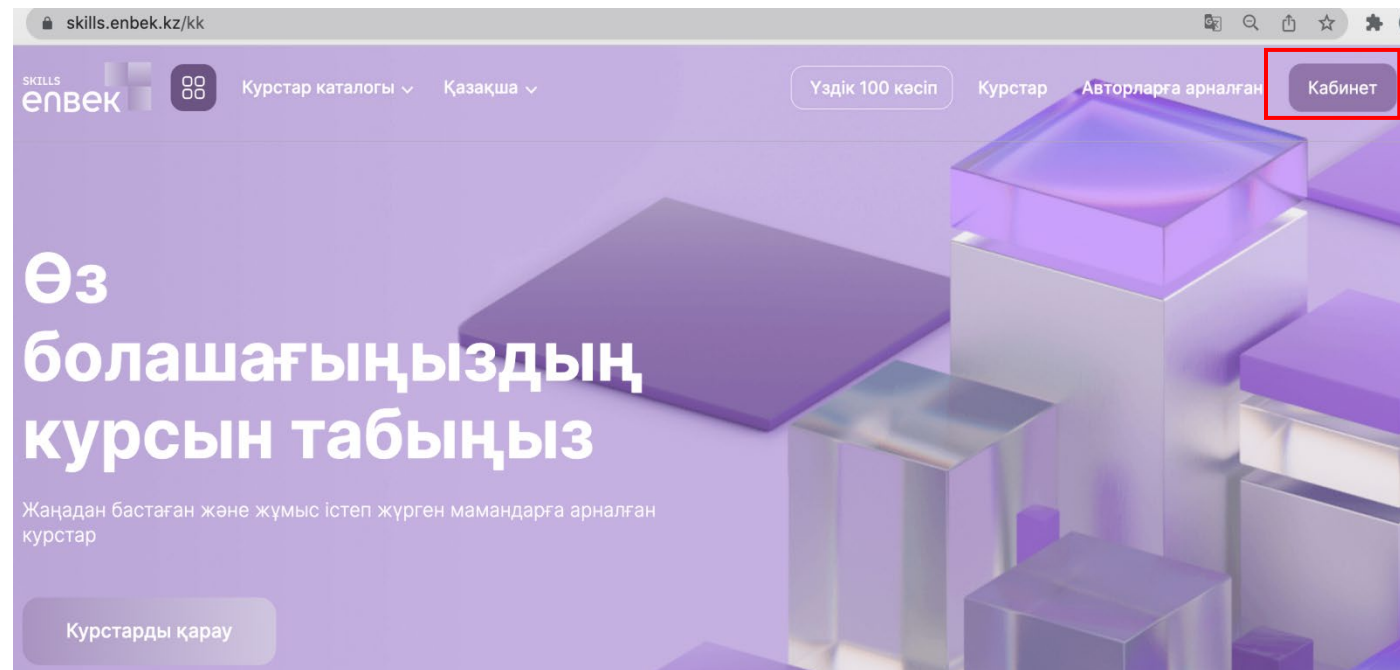 skills.enbek.kz/kk
SKILLS
enbek
Курстар каталогы
Қазақша
Үздік 100 кәсіп
Курстар
Авторларға арналған
Кабинет
Өз
болашағыңыздың
курсын табыңыз
Жаңадан бастаған және жұмыс істеп жүрген мамандарға арналған
курстар
Курстарды қарау